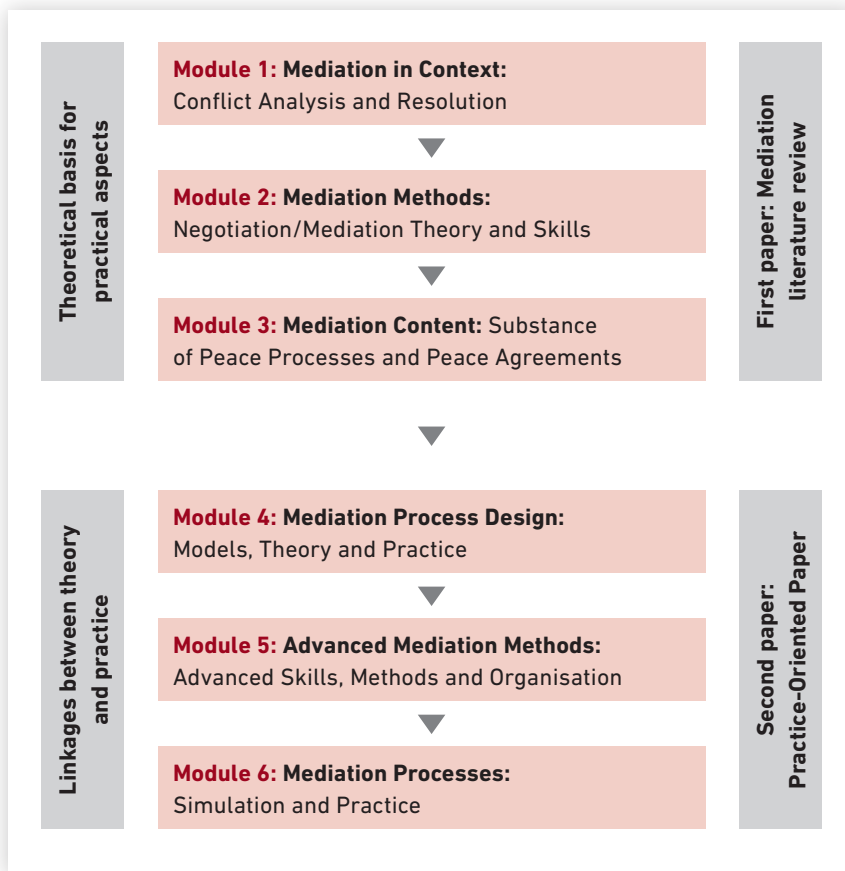 Theoretical basis for
practical aspects
Module 1: Mediation in Context:
Conflict Analysis and Resolution
Module 2: Mediation Methods:
Negotiation/Mediation Theory and Skills
Module 3: Mediation Content: Substance
of Peace Processes and Peace Agreements
First paper: Mediation
literature review
Linkages between theory
and practice
Module 4: Mediation Process Design:
Models, Theory and Practice
Module 5: Advanced Mediation Methods:
Advanced Skills, Methods and Organisation
Module 6: Mediation Processes:
Simulation and Practice
Second paper:
Practice-Oriented Paper